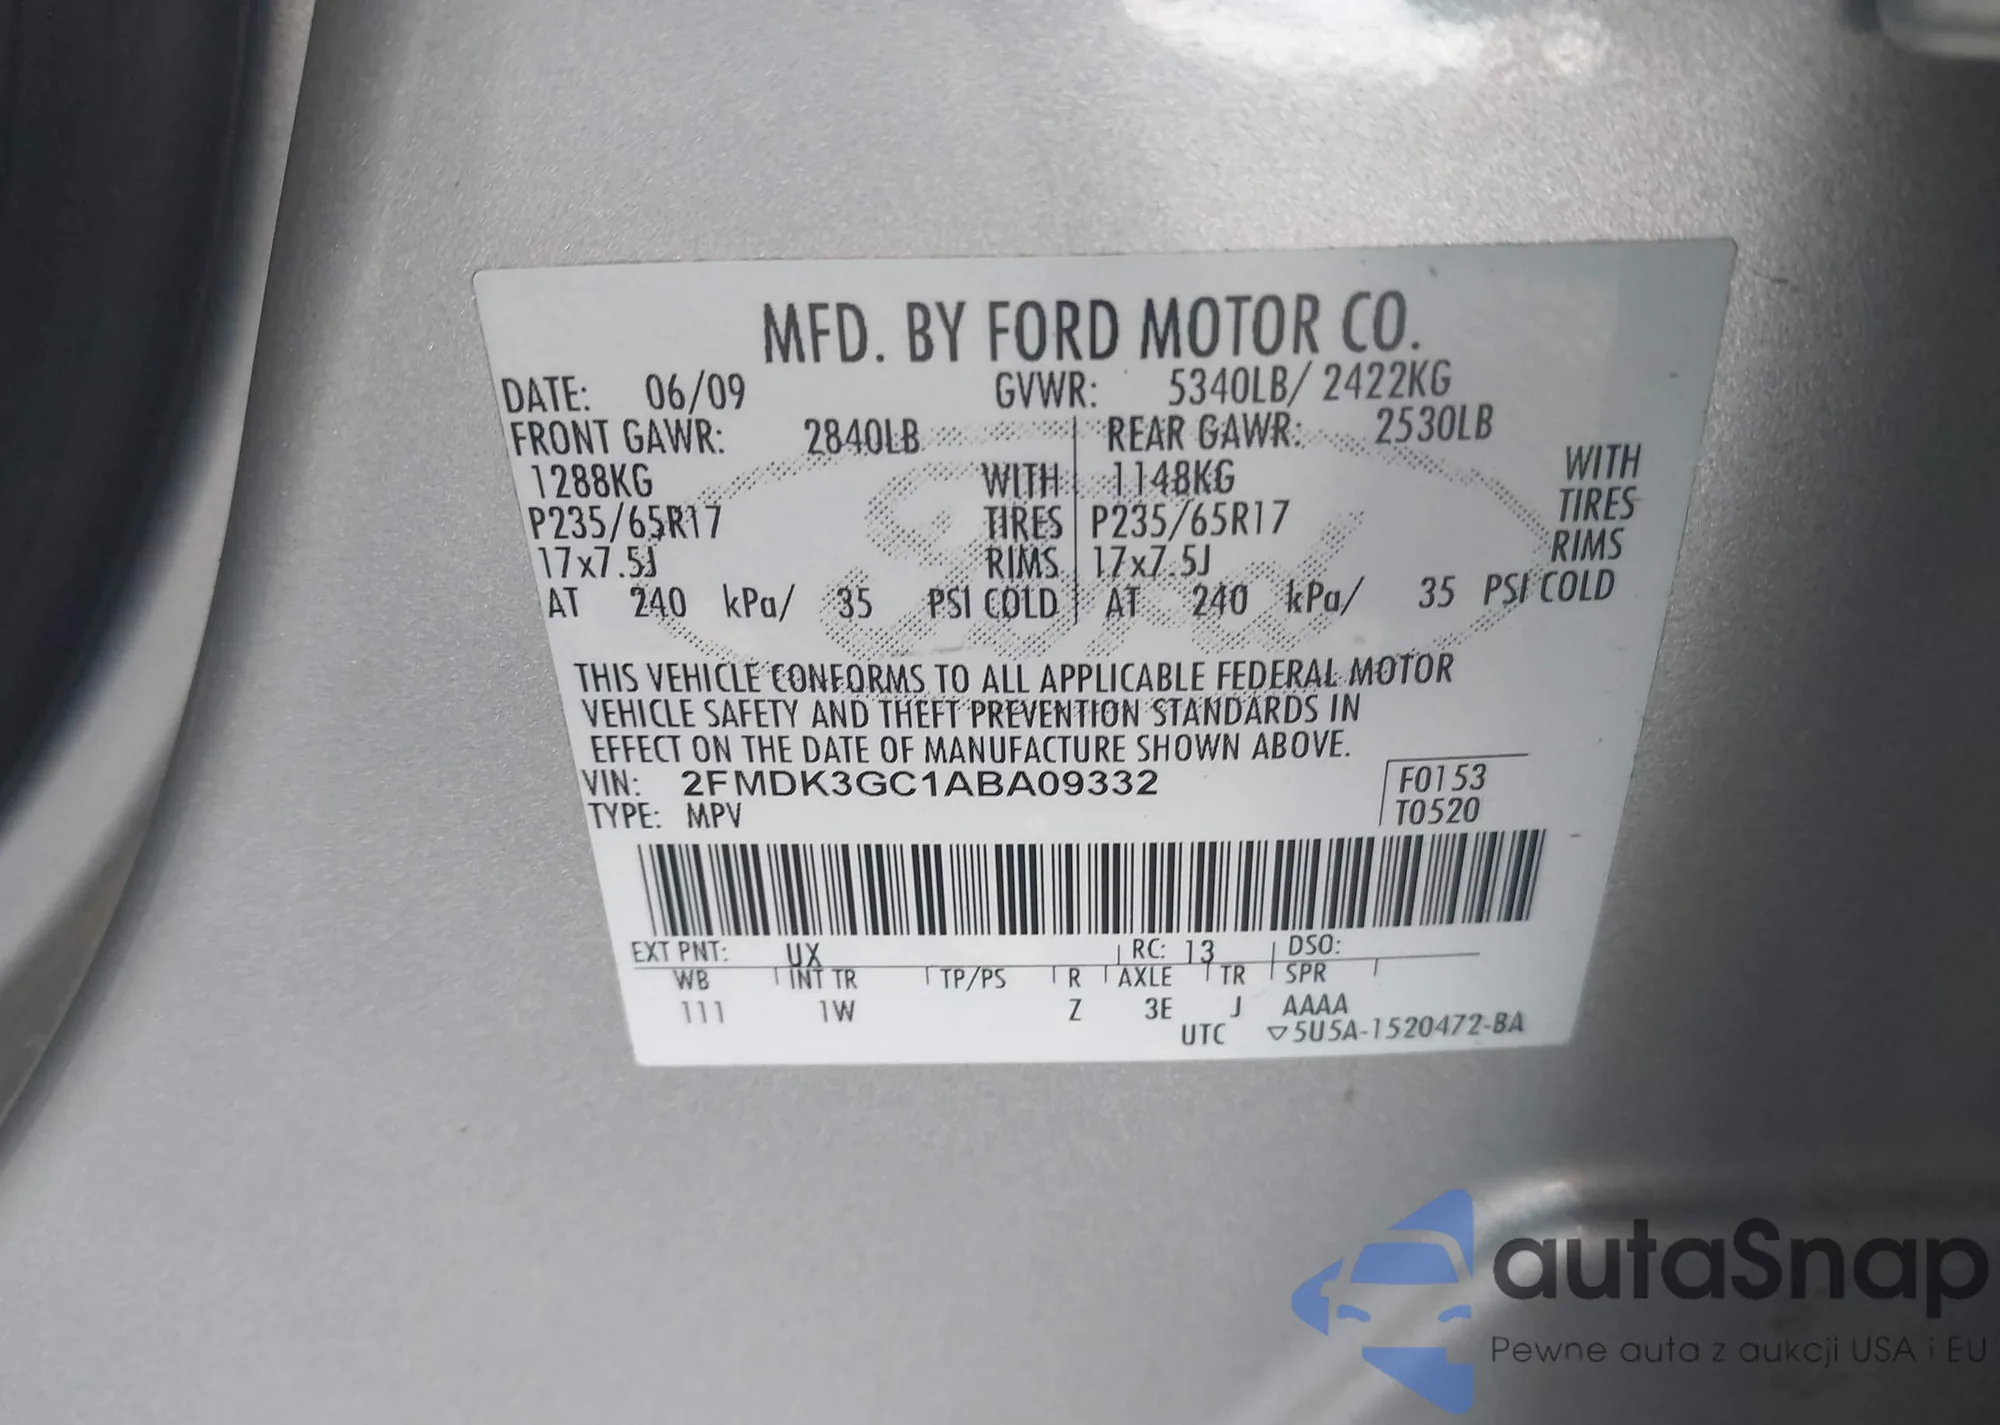 MFD. BY FORD MOTOR CO.
DATE: 06/09 GVWR: 5340LB/ 2422KG
FRONT GAWR: 2840LB REAR GAWR: 2530LB
1288KG WITH 1148KG WITH
P235/65R17 TIRES P235/65R17 TIRES
17x7.5J RIMS 17x7.5J RIMS
AT 240 kPa/ 35 PSI COLD AT 240 kPa/ 35 PSI COLD
THIS VEHICLE CONFORMS TO ALL APPLICABLE FEDERAL MOTOR
VEHICLE SAFETY AND THEFT PREVENTION STANDARDS IN
EFFECT ON THE DATE OF MANUFACTURE SHOWN ABOVE.
VIN: 2FMDK3GC1ABA09332 F0153
TYPE: MPV T0520
EXT PNT: UX RC: 13 DSO:
WB INT TR TP/PS R AXLE TR SPR
111 1W Z 3E J AAAA
UTC ▽5U5A-1520472-BA
autaSnap
Pewne auta z aukcji USA i EU